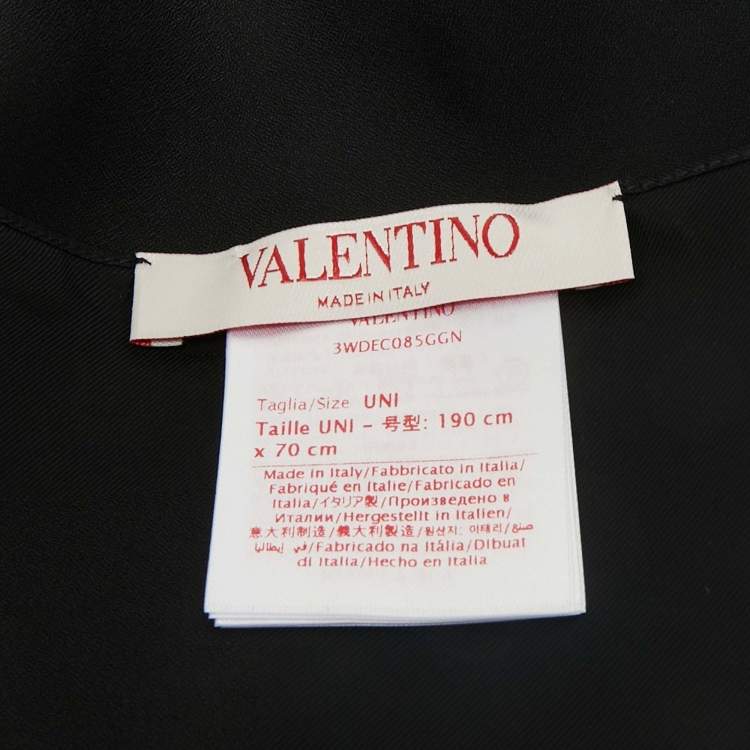 VALENTINO
MADE IN ITALY
VALENTINO
3WDEC085GGN
Taglia/Size UNI
Taille UNI - 号型: 190 cm
x 70 cm
Made in Italy/Fabbricato in Italia/
Fabriqué en Italie/Fabricado en
Italia/イタリア製/Произведено в
Италии/Hergestellt in Italien/
意大利制造/義大利製造/원산지: 이태리/صنع
في إيطاليا/Fabricado na Itália/Dibuat
di Italia/Hecho en Italia